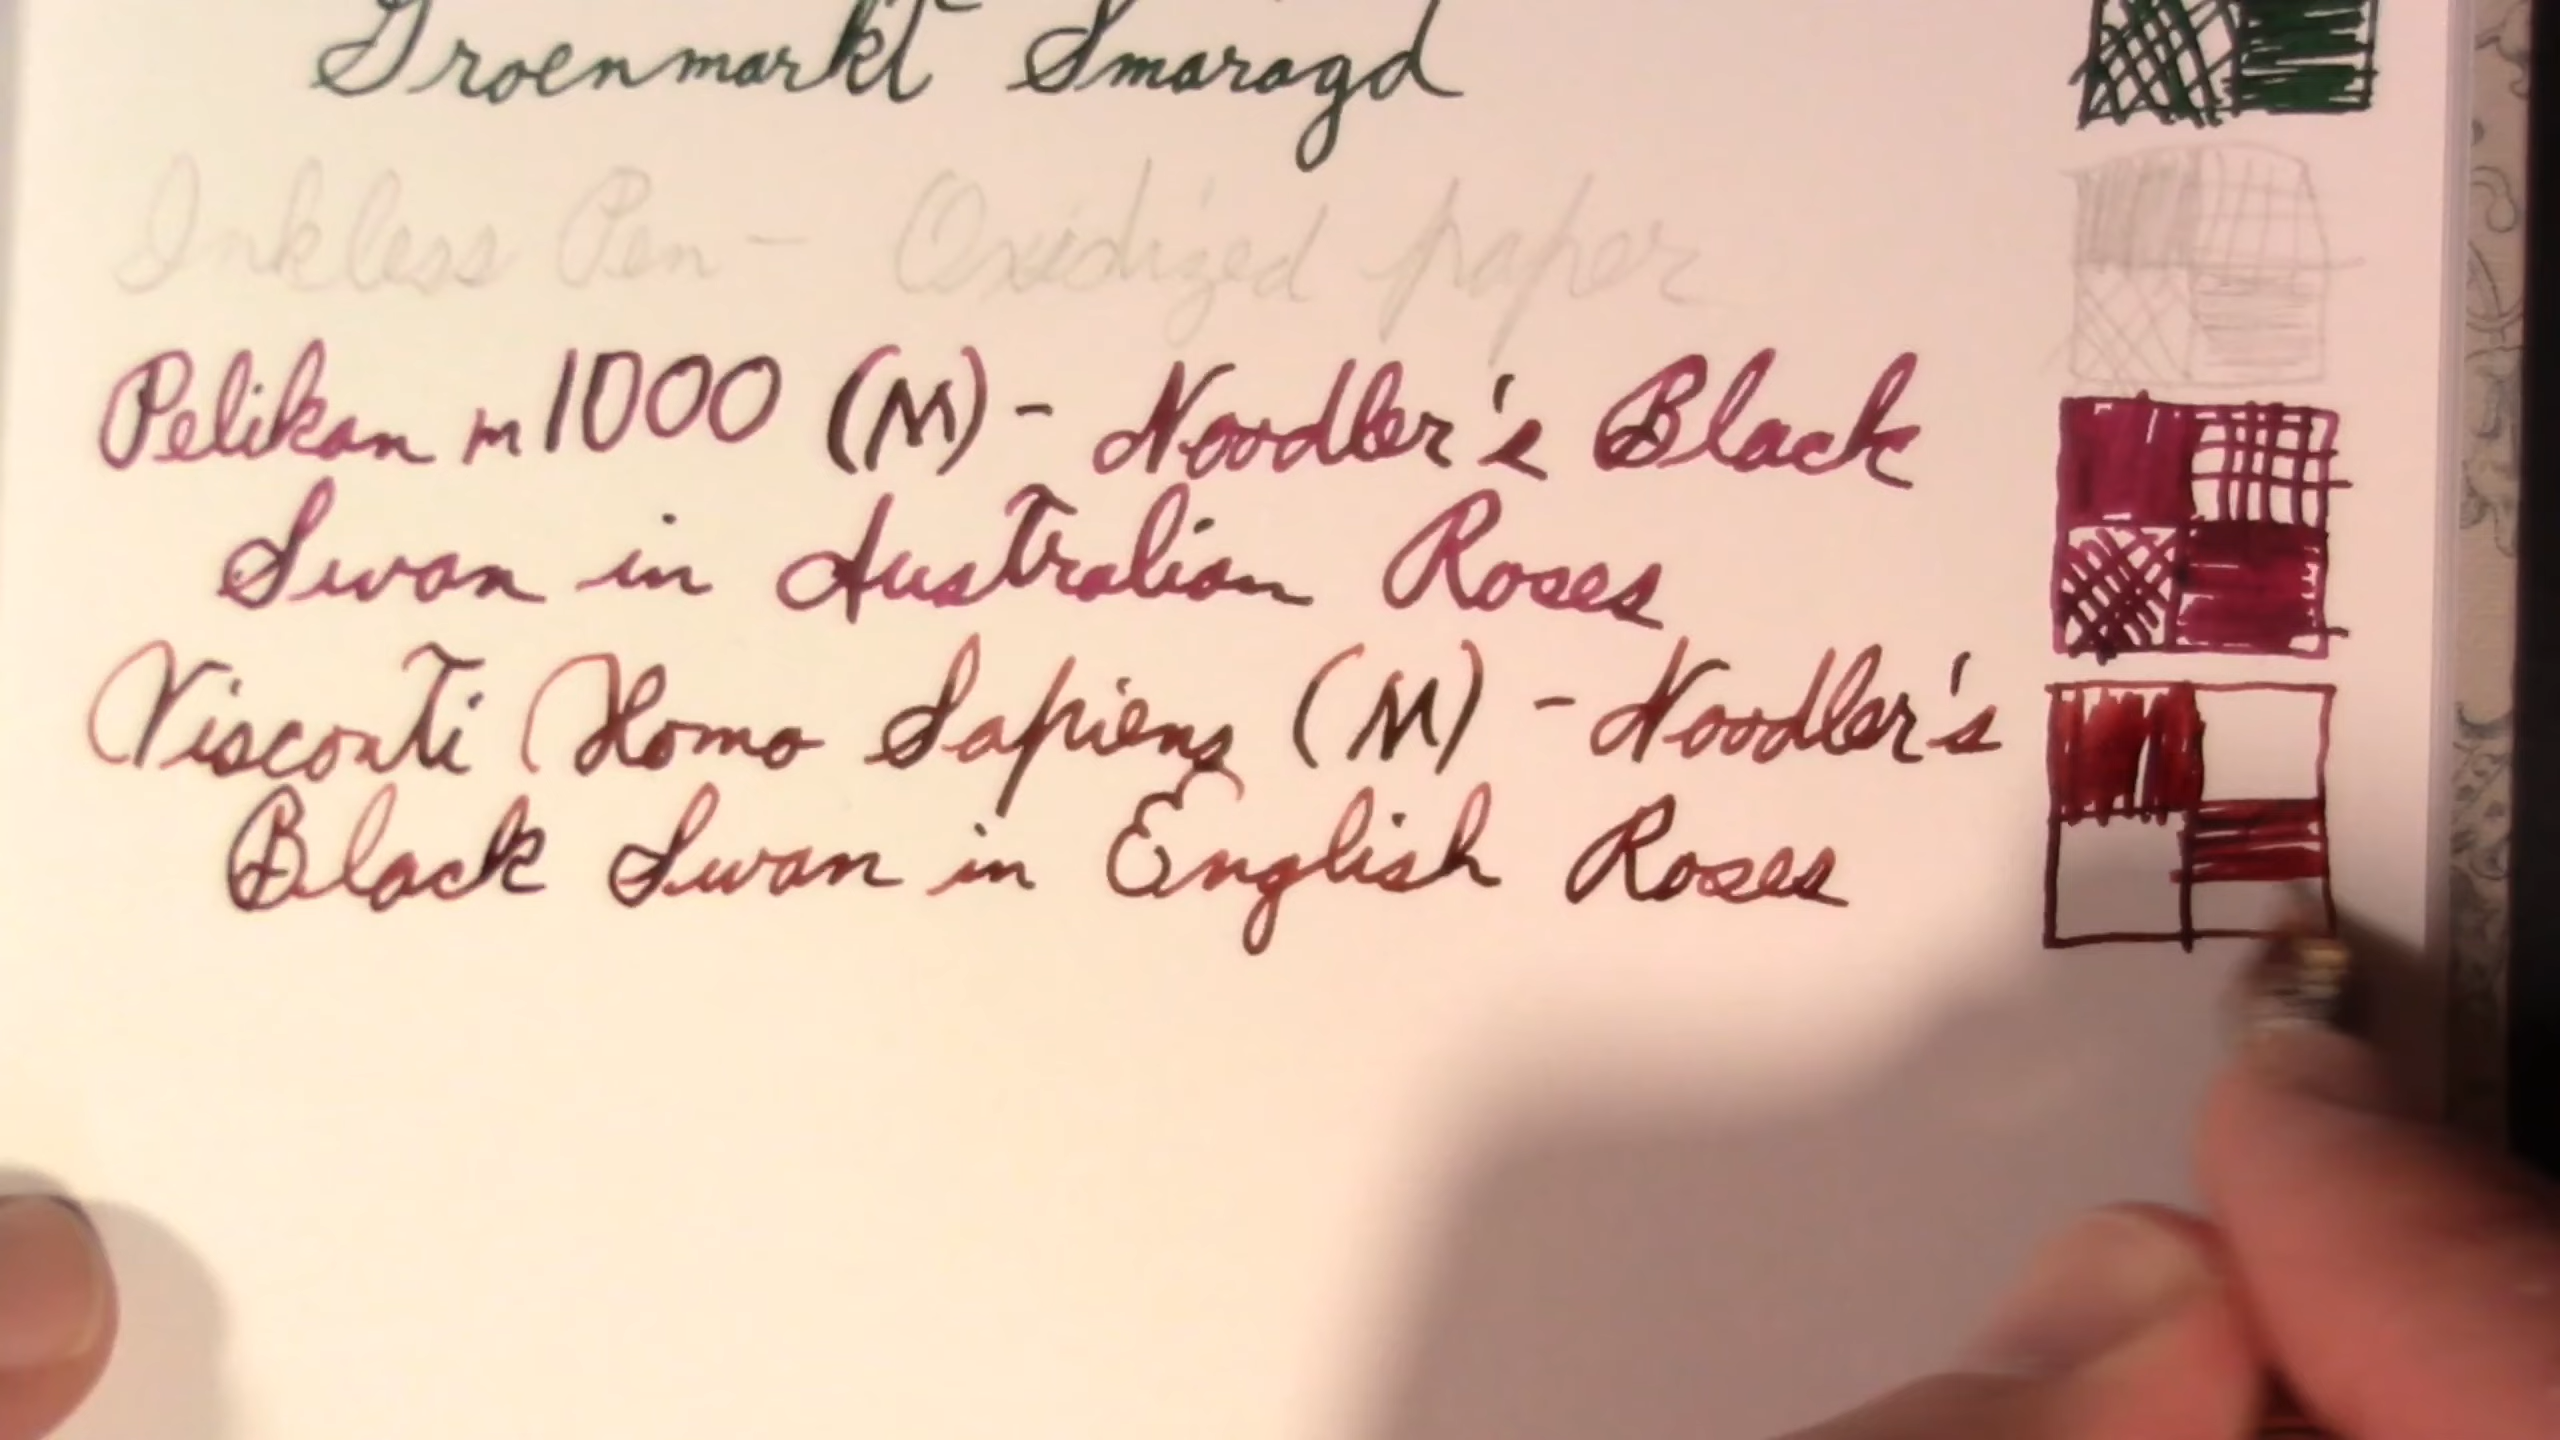 Groenmarkt Smaragd
Inkless Pen - Oxidized paper
Pelikan m1000 (M) - Noodler's Black
Swan in Australian Roses
Visconti Homo Sapiens (M) - Noodler's
Black Swan in English Roses